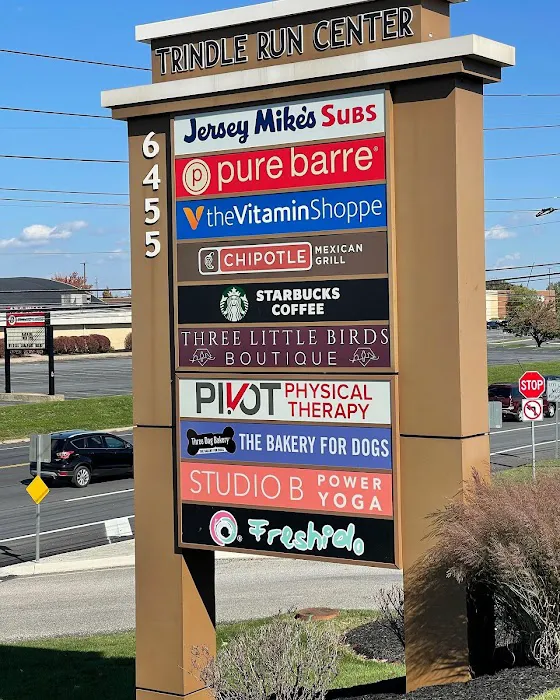 TRINDLE RUN CENTER
6455
Jersey Mike's SUBS
p pure barre®
V theVitaminShoppe
CHIPOTLE MEXICAN
GRILL
STARBUCKS
COFFEE
THREE LITTLE BIRDS
BOUTIQUE
PIVOT PHYSICAL
THERAPY
Three Dog Bakery THE BAKERY FOR DOGS
STUDIO B POWER
YOGA
Freshido
STOP